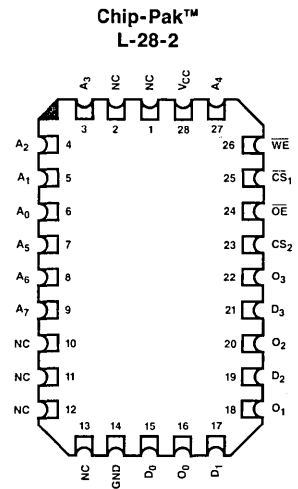 Chip-Pak™
L-28-2
A3 NC NC VCC A4
3 2 1 28 27
A2 4 26 W̅E̅
A1 5 25 C̅S̅1
A0 6 24 O̅E̅
A5 7 23 CS2
A6 8 22 O3
A7 9 21 D3
NC 10 20 O2
NC 11 19 D2
NC 12 18 O1
13 14 15 16 17
NC GND D0 O0 D1